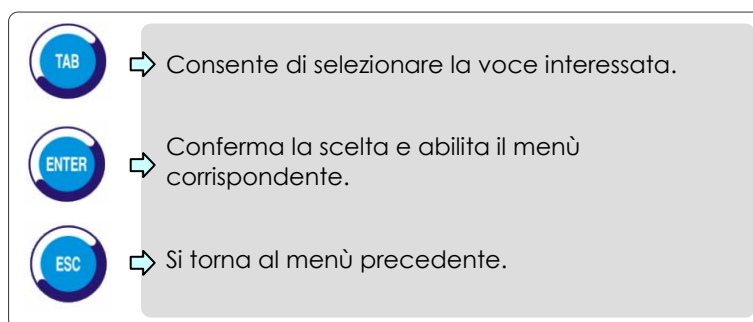 TAB
Consente di selezionare la voce interessata.
ENTER
Conferma la scelta e abilita il menù
corrispondente.
ESC
Si torna al menù precedente.